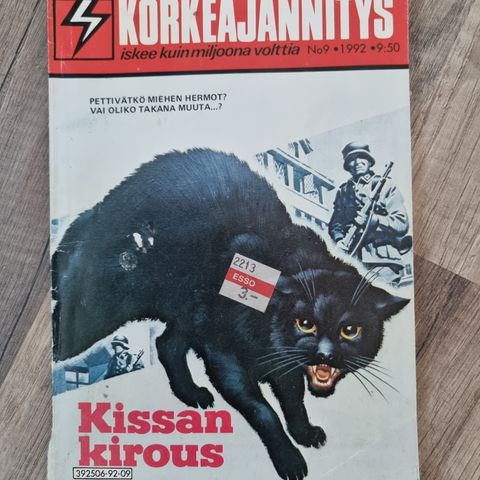 KORKEAJÄNNITYS
iskee kuin miljoona volttia No9 • 1992 • 9:50
PETTIVÄTKÖ MIEHEN HERMOT?
VAI OLIKO TAKANA MUUTA...?
2213
ESSO
3.-
Kissan
kirous
392506-92-09